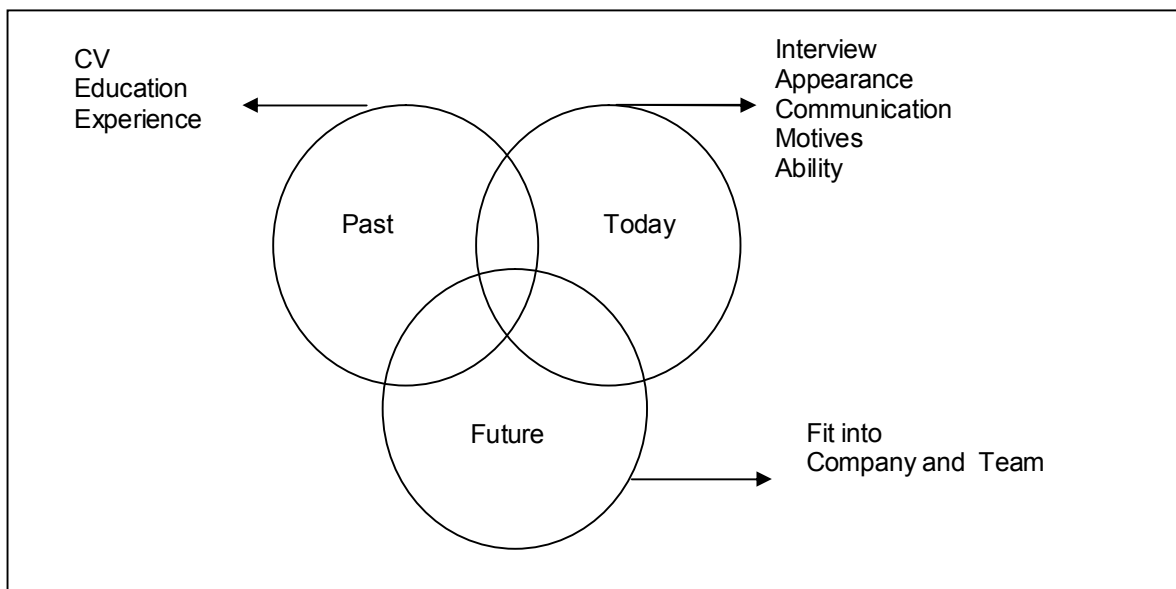 CV
Education
Experience
Interview
Appearance
Communication
Motives
Ability
Past
Today
Future
Fit into
Company and Team